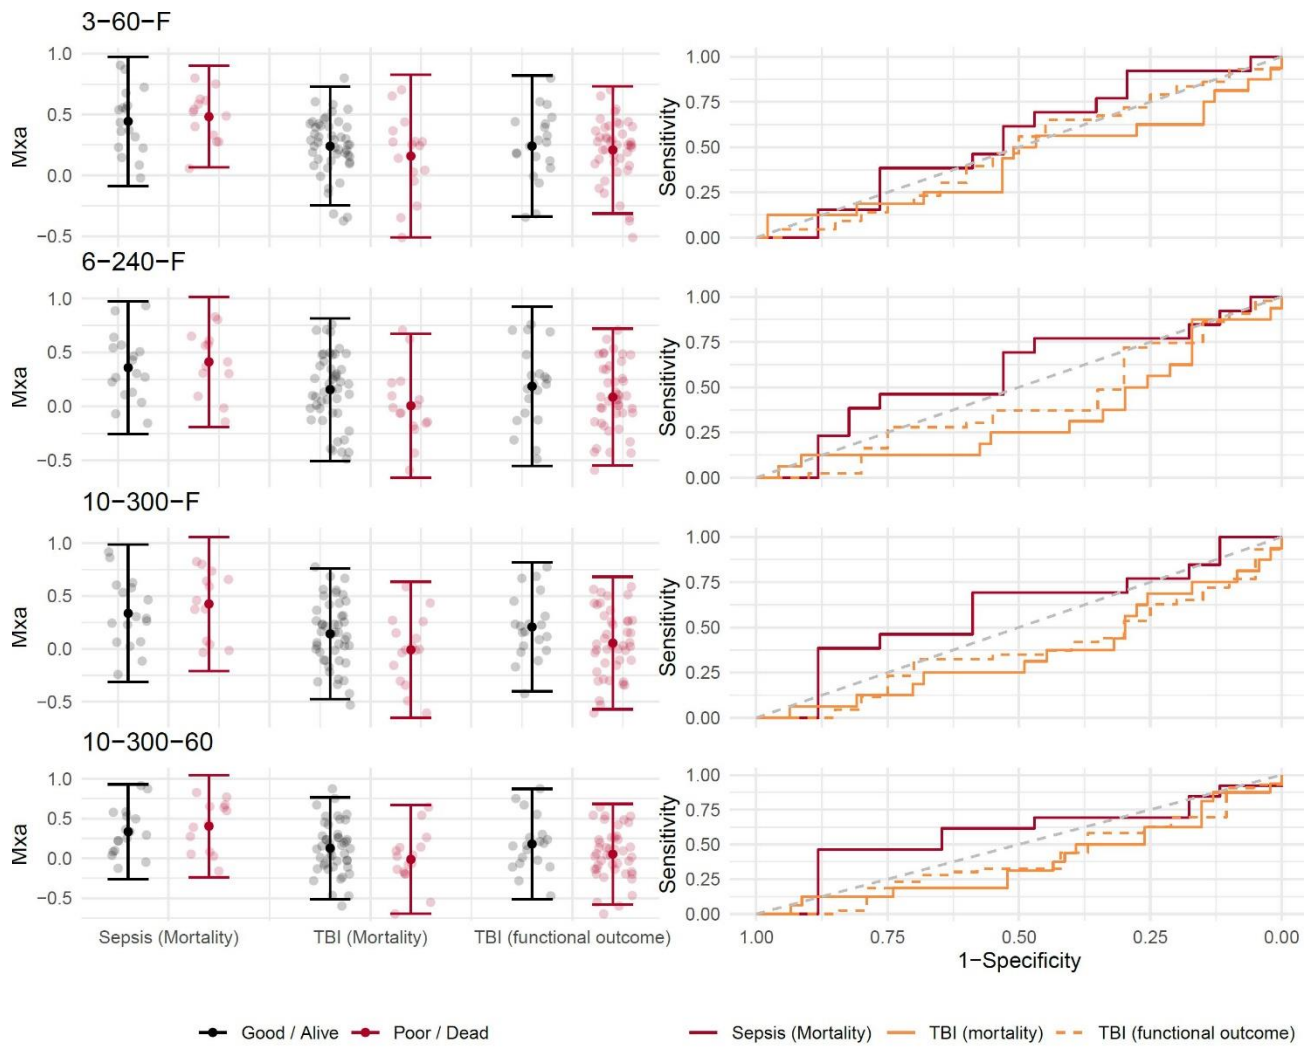 3−60−F
1.0
0.5
0.0
−0.5
Mxa
1.00
0.75
0.50
0.25
0.00
Sensitivity
6−240−F
1.0
0.5
0.0
−0.5
Mxa
1.00
0.75
0.50
0.25
0.00
Sensitivity
10−300−F
1.0
0.5
0.0
−0.5
Mxa
1.00
0.75
0.50
0.25
0.00
Sensitivity
10−300−60
1.0
0.5
0.0
−0.5
Mxa
1.00
0.75
0.50
0.25
0.00
Sensitivity
Sepsis (Mortality) TBI (Mortality) TBI (functional outcome)
1.00 0.75 0.50 0.25 0.00
1−Specificity
Good / Alive Poor / Dead
Sepsis (Mortality) TBI (mortality) TBI (functional outcome)